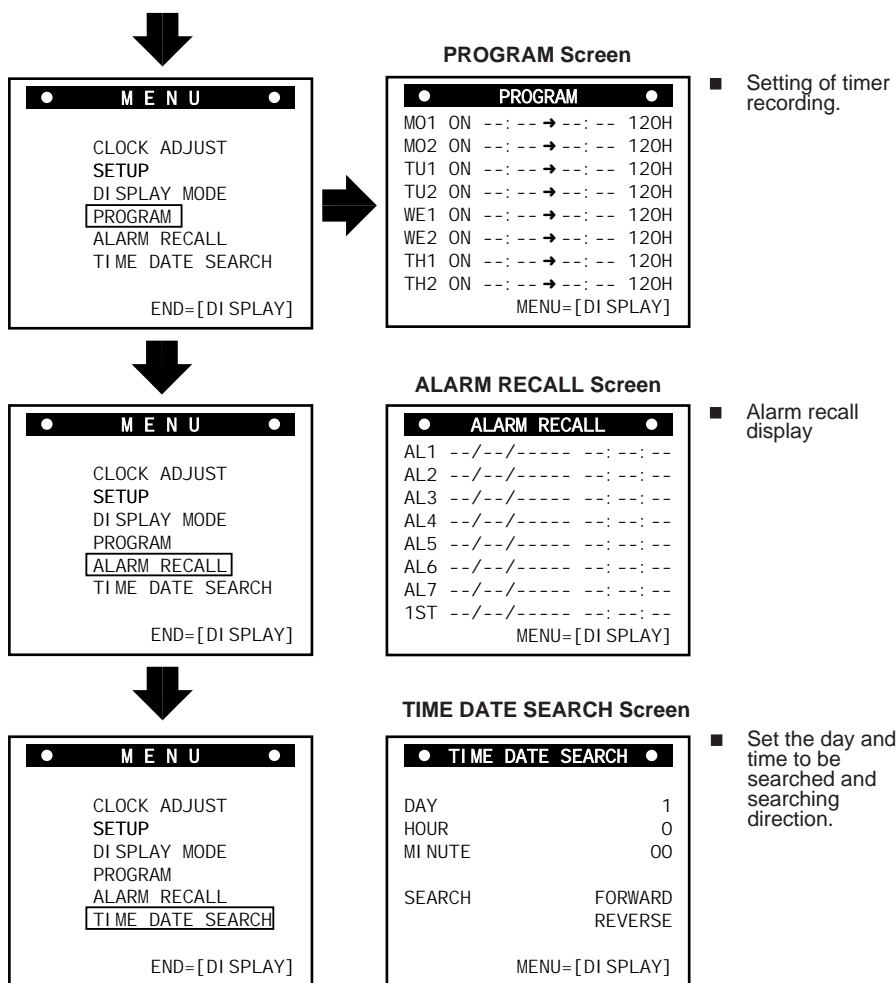 PROGRAM Screen
● M E N U ●
CLOCK ADJUST
SETUP
DISPLAY MODE
PROGRAM
ALARM RECALL
TIME DATE SEARCH
END=[DISPLAY]
● PROGRAM ●
MO1 ON --:-- ➜ --:-- 120H
MO2 ON --:-- ➜ --:-- 120H
TU1 ON --:-- ➜ --:-- 120H
TU2 ON --:-- ➜ --:-- 120H
WE1 ON --:-- ➜ --:-- 120H
WE2 ON --:-- ➜ --:-- 120H
TH1 ON --:-- ➜ --:-- 120H
TH2 ON --:-- ➜ --:-- 120H
MENU=[DISPLAY]
■ Setting of timer
recording.
ALARM RECALL Screen
● M E N U ●
CLOCK ADJUST
SETUP
DISPLAY MODE
PROGRAM
ALARM RECALL
TIME DATE SEARCH
END=[DISPLAY]
● ALARM RECALL ●
AL1 --/--/----- --:--:--
AL2 --/--/----- --:--:--
AL3 --/--/----- --:--:--
AL4 --/--/----- --:--:--
AL5 --/--/----- --:--:--
AL6 --/--/----- --:--:--
AL7 --/--/----- --:--:--
1ST --/--/----- --:--:--
MENU=[DISPLAY]
■ Alarm recall
display
TIME DATE SEARCH Screen
● M E N U ●
CLOCK ADJUST
SETUP
DISPLAY MODE
PROGRAM
ALARM RECALL
TIME DATE SEARCH
END=[DISPLAY]
● TIME DATE SEARCH ●
DAY 1
HOUR 0
MINUTE 00
SEARCH FORWARD
REVERSE
MENU=[DISPLAY]
■ Set the day and
time to be
searched and
searching
direction.